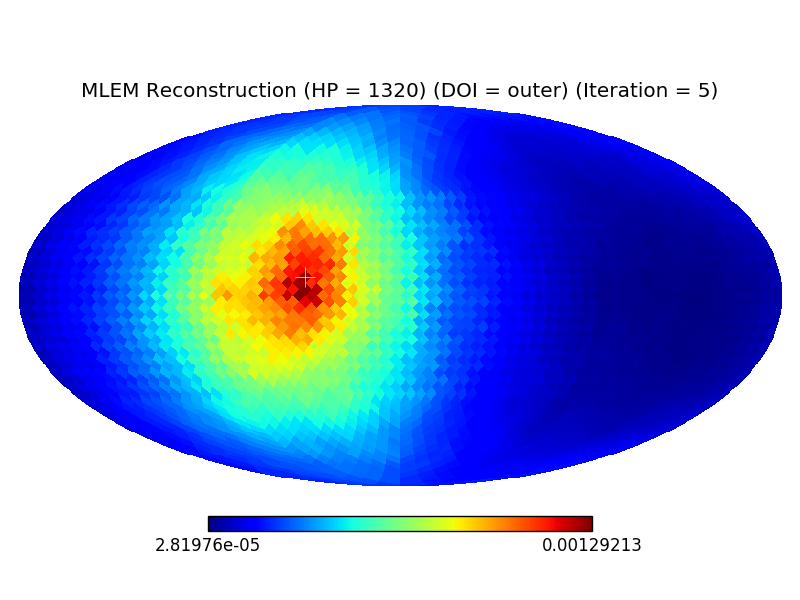 MLEM Reconstruction (HP = 1320) (DOI = outer) (Iteration = 5)
2.81976e-05 0.00129213